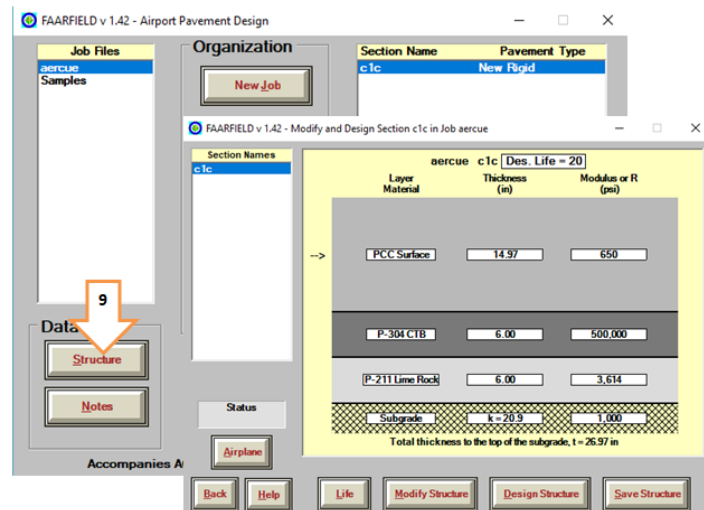 FAARFIELD v 1.42 - Airport Pavement Design
Job Files
aercue
Samples
Organization
New Job
Section Name Pavement Type
c1c New Rigid
FAARFIELD v 1.42 - Modify and Design Section c1c in Job aercue
Section Names
c1c
aercue c1c Des. Life = 20
Layer Material Thickness (in) Modulus or R (psi)
--> PCC Surface 14.97 650
P-304 CTB 6.00 500,000
P-211 Lime Rock 6.00 3,614
Subgrade k = 20.9 1,000
Total thickness to the top of the subgrade, t = 26.97 in
9
Data
Structure
Notes
Status
Airplane
Accompanies A
Back Help Life Modify Structure Design Structure Save Structure